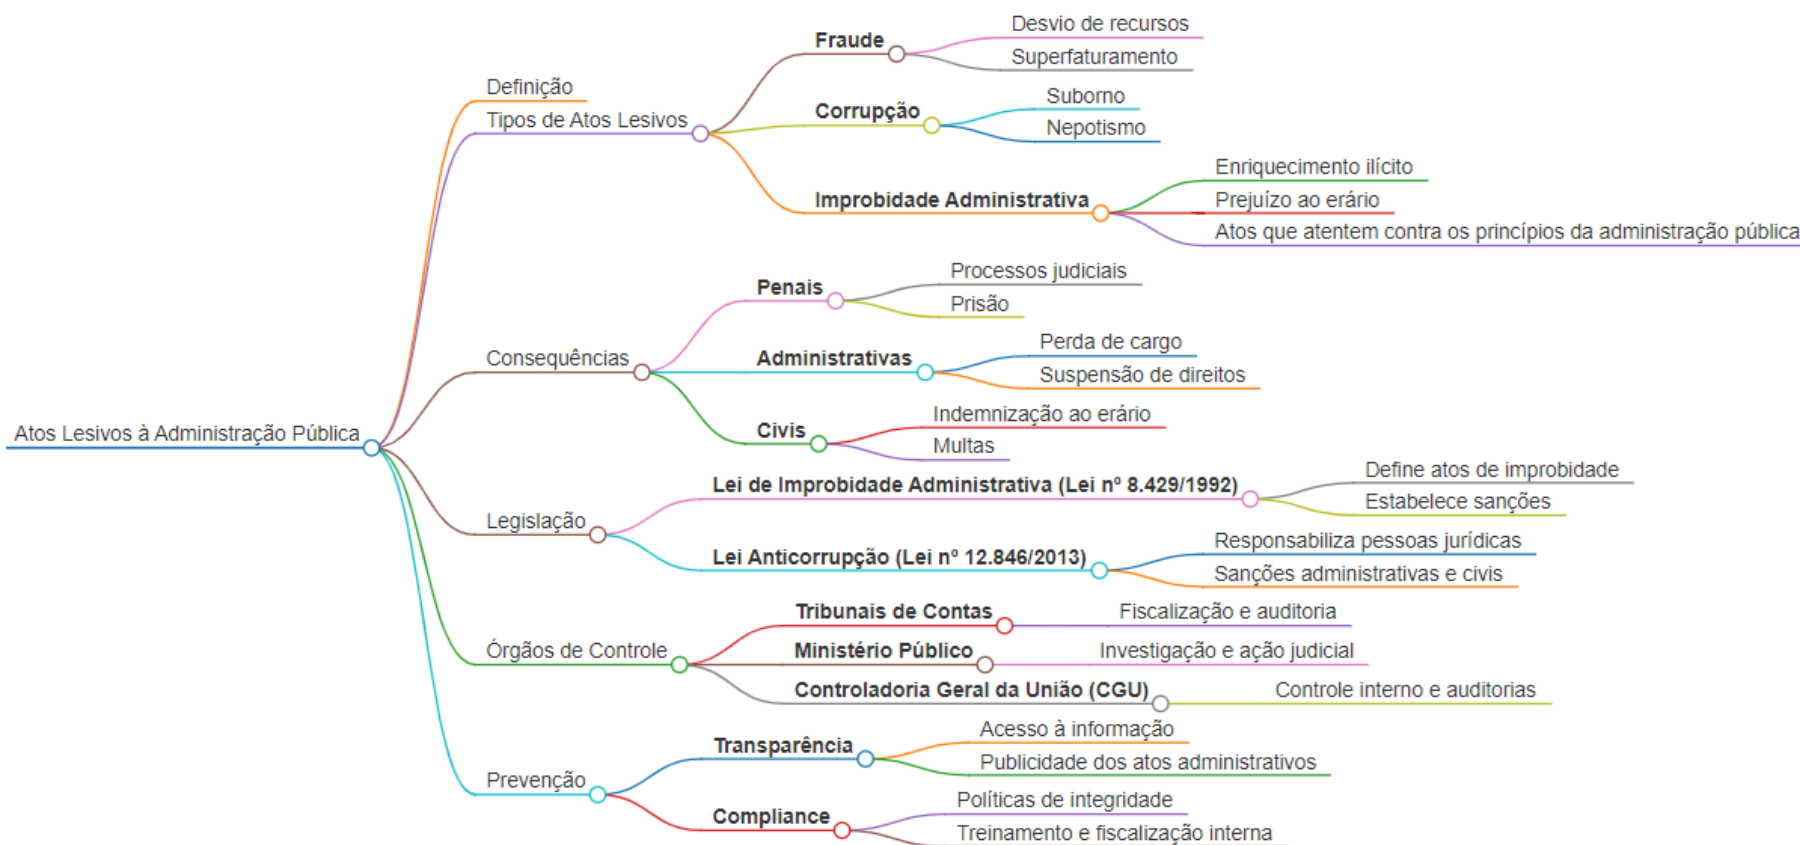 Atos Lesivos à Administração Pública
Definição
Tipos de Atos Lesivos
Fraude
Desvio de recursos
Superfaturamento
Corrupção
Suborno
Nepotismo
Improbidade Administrativa
Enriquecimento ilícito
Prejuízo ao erário
Atos que atentem contra os princípios da administração pública
Consequências
Penais
Processos judiciais
Prisão
Administrativas
Perda de cargo
Suspensão de direitos
Civis
Indemnização ao erário
Multas
Legislação
Lei de Improbidade Administrativa (Lei nº 8.429/1992)
Define atos de improbidade
Estabelece sanções
Lei Anticorrupção (Lei nº 12.846/2013)
Responsabiliza pessoas jurídicas
Sanções administrativas e civis
Órgãos de Controle
Tribunais de Contas
Fiscalização e auditoria
Ministério Público
Investigação e ação judicial
Controladoria Geral da União (CGU)
Controle interno e auditorias
Prevenção
Transparência
Acesso à informação
Publicidade dos atos administrativos
Compliance
Políticas de integridade
Treinamento e fiscalização interna